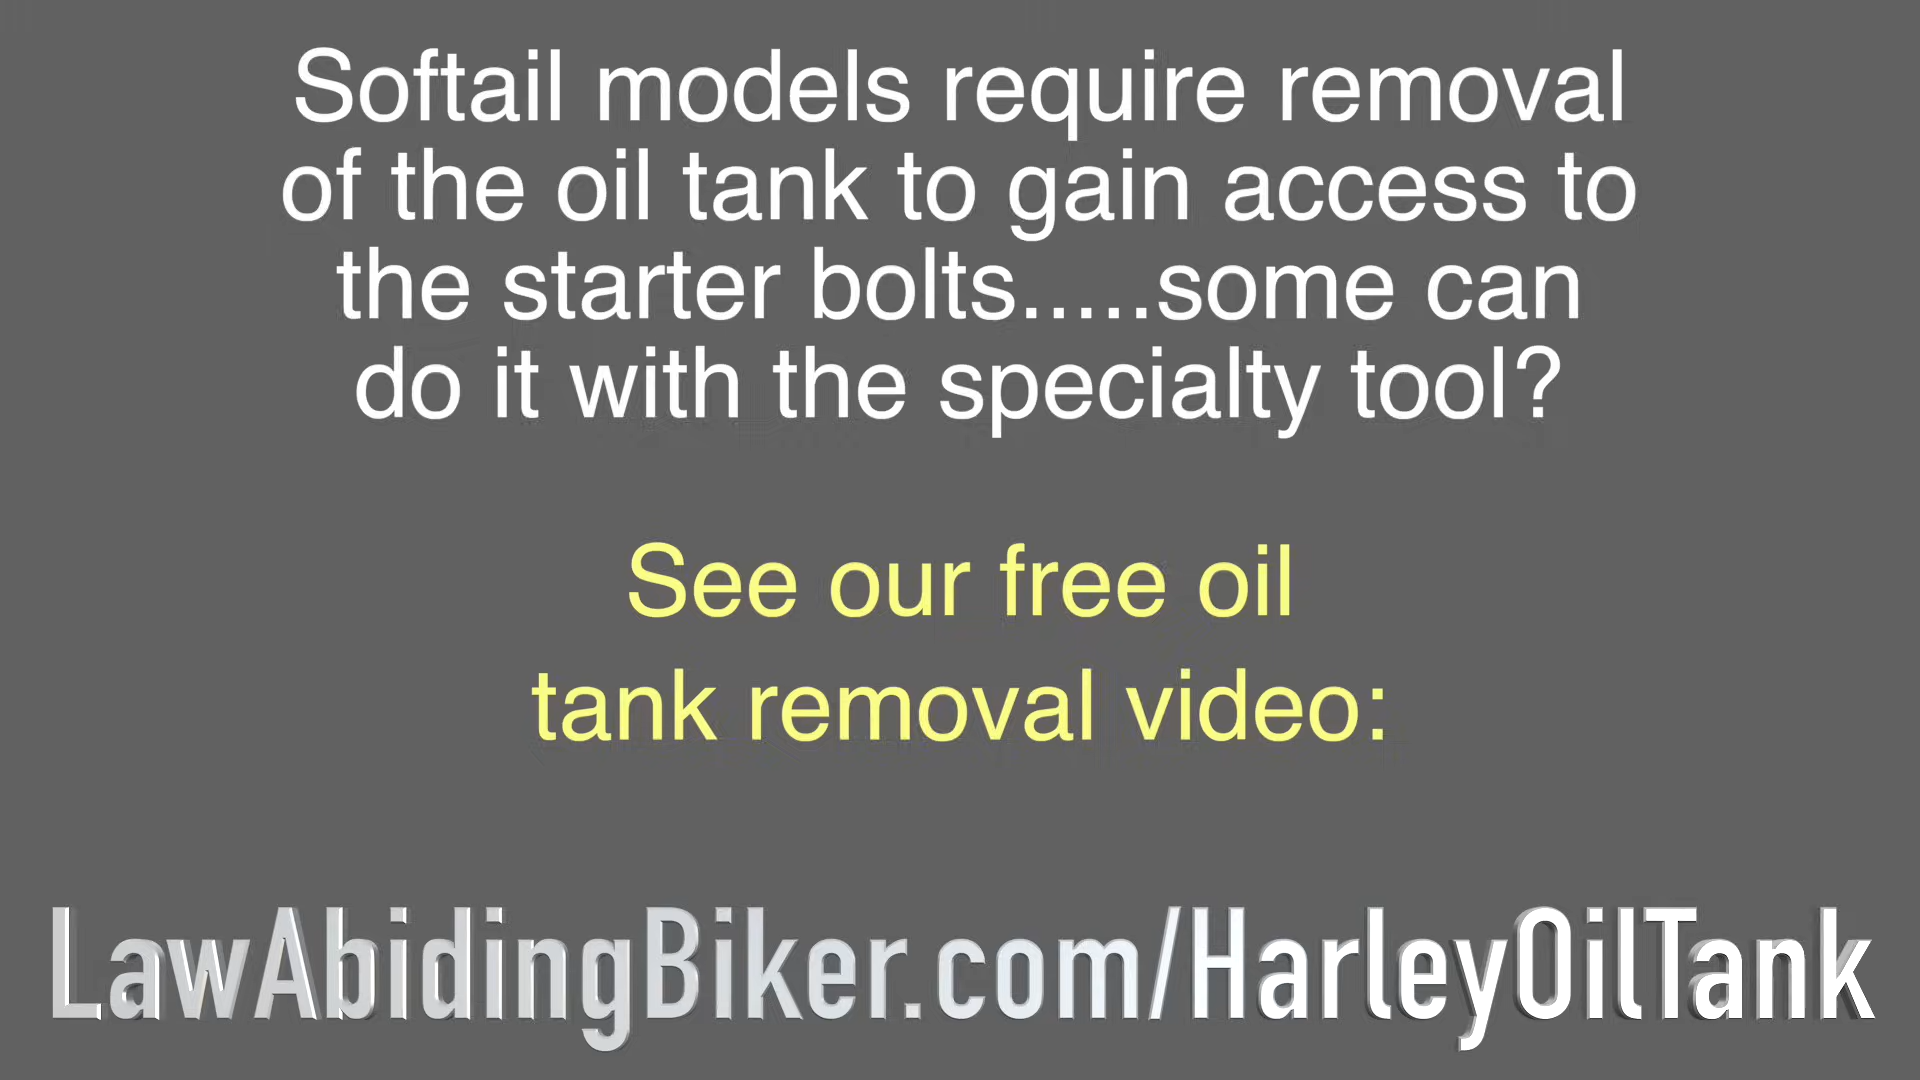 Softail models require removal
of the oil tank to gain access to
the starter bolts.....some can
do it with the specialty tool?
See our free oil
tank removal video:
LawAbidingBiker.com/HarleyOilTank